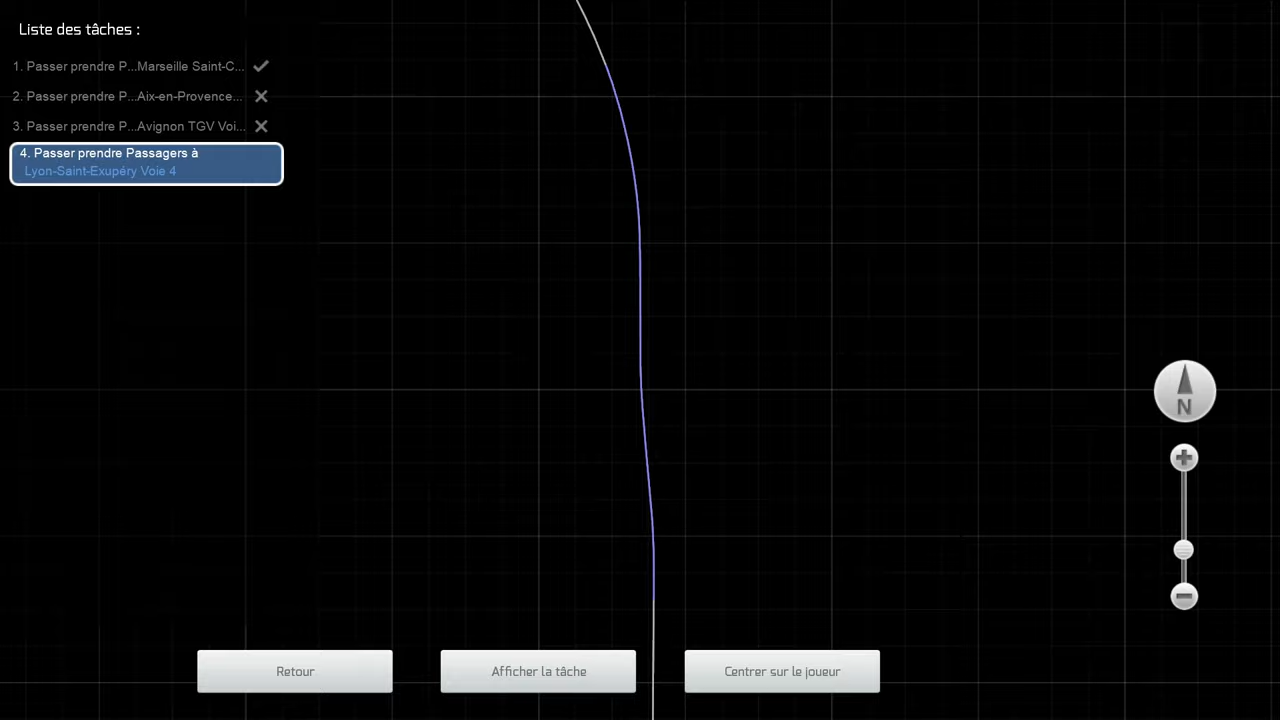 Liste des tâches :
1. Passer prendre P...Marseille Saint-C...
2. Passer prendre P...Aix-en-Provence...
3. Passer prendre P...Avignon TGV Voi...
4. Passer prendre Passagers à
Lyon-Saint-Exupéry Voie 4
N
Retour
Afficher la tâche
Centrer sur le joueur